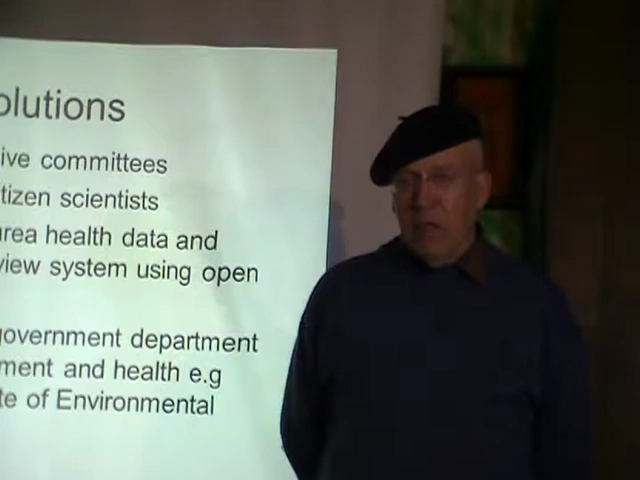 olutions
ive committees
tizen scientists
rea health data and
view system using open
overnment department
ment and health e.g
te of Environmental